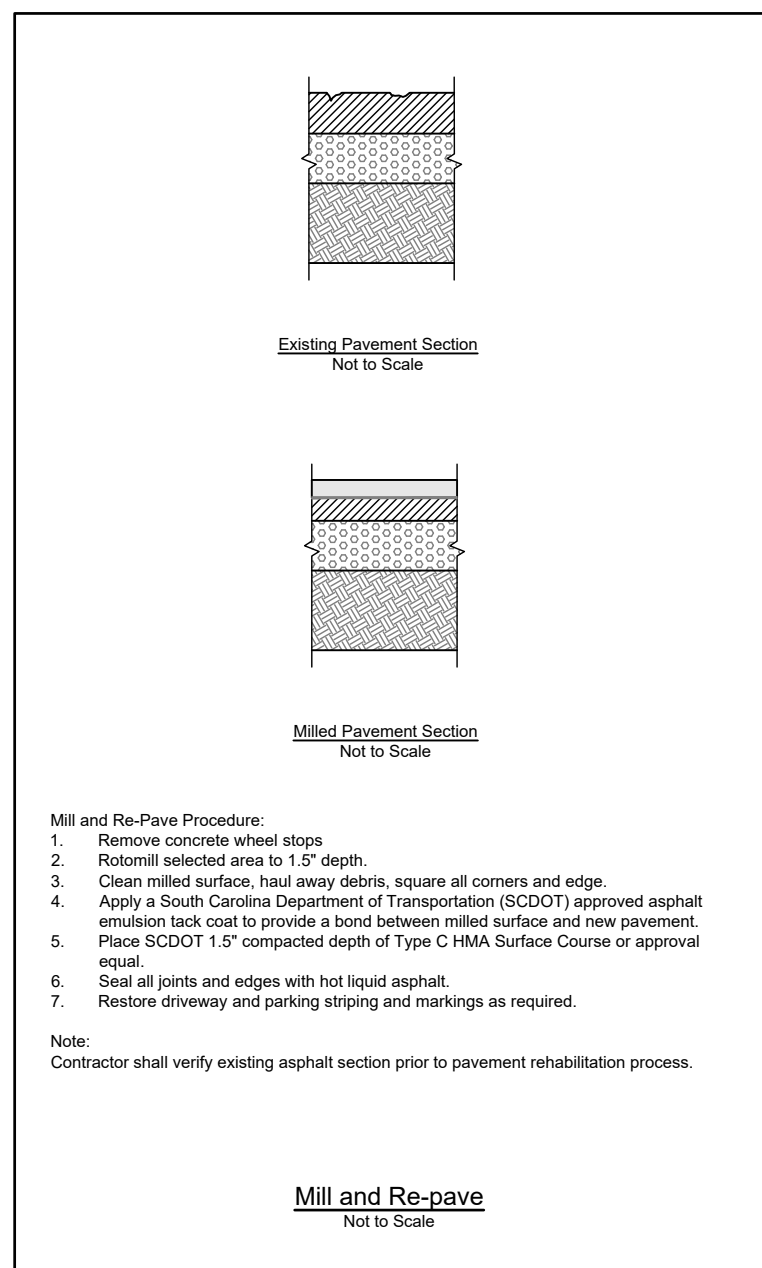 Existing Pavement Section
Not to Scale
Milled Pavement Section
Not to Scale
Mill and Re-Pave Procedure:
1. Remove concrete wheel stops
2. Rotomill selected area to 1.5" depth.
3. Clean milled surface, haul away debris, square all corners and edge.
4. Apply a South Carolina Department of Transportation (SCDOT) approved asphalt
emulsion tack coat to provide a bond between milled surface and new pavement.
5. Place SCDOT 1.5" compacted depth of Type C HMA Surface Course or approval
equal.
6. Seal all joints and edges with hot liquid asphalt.
7. Restore driveway and parking striping and markings as required.
Note:
Contractor shall verify existing asphalt section prior to pavement rehabilitation process.
Mill and Re-pave
Not to Scale